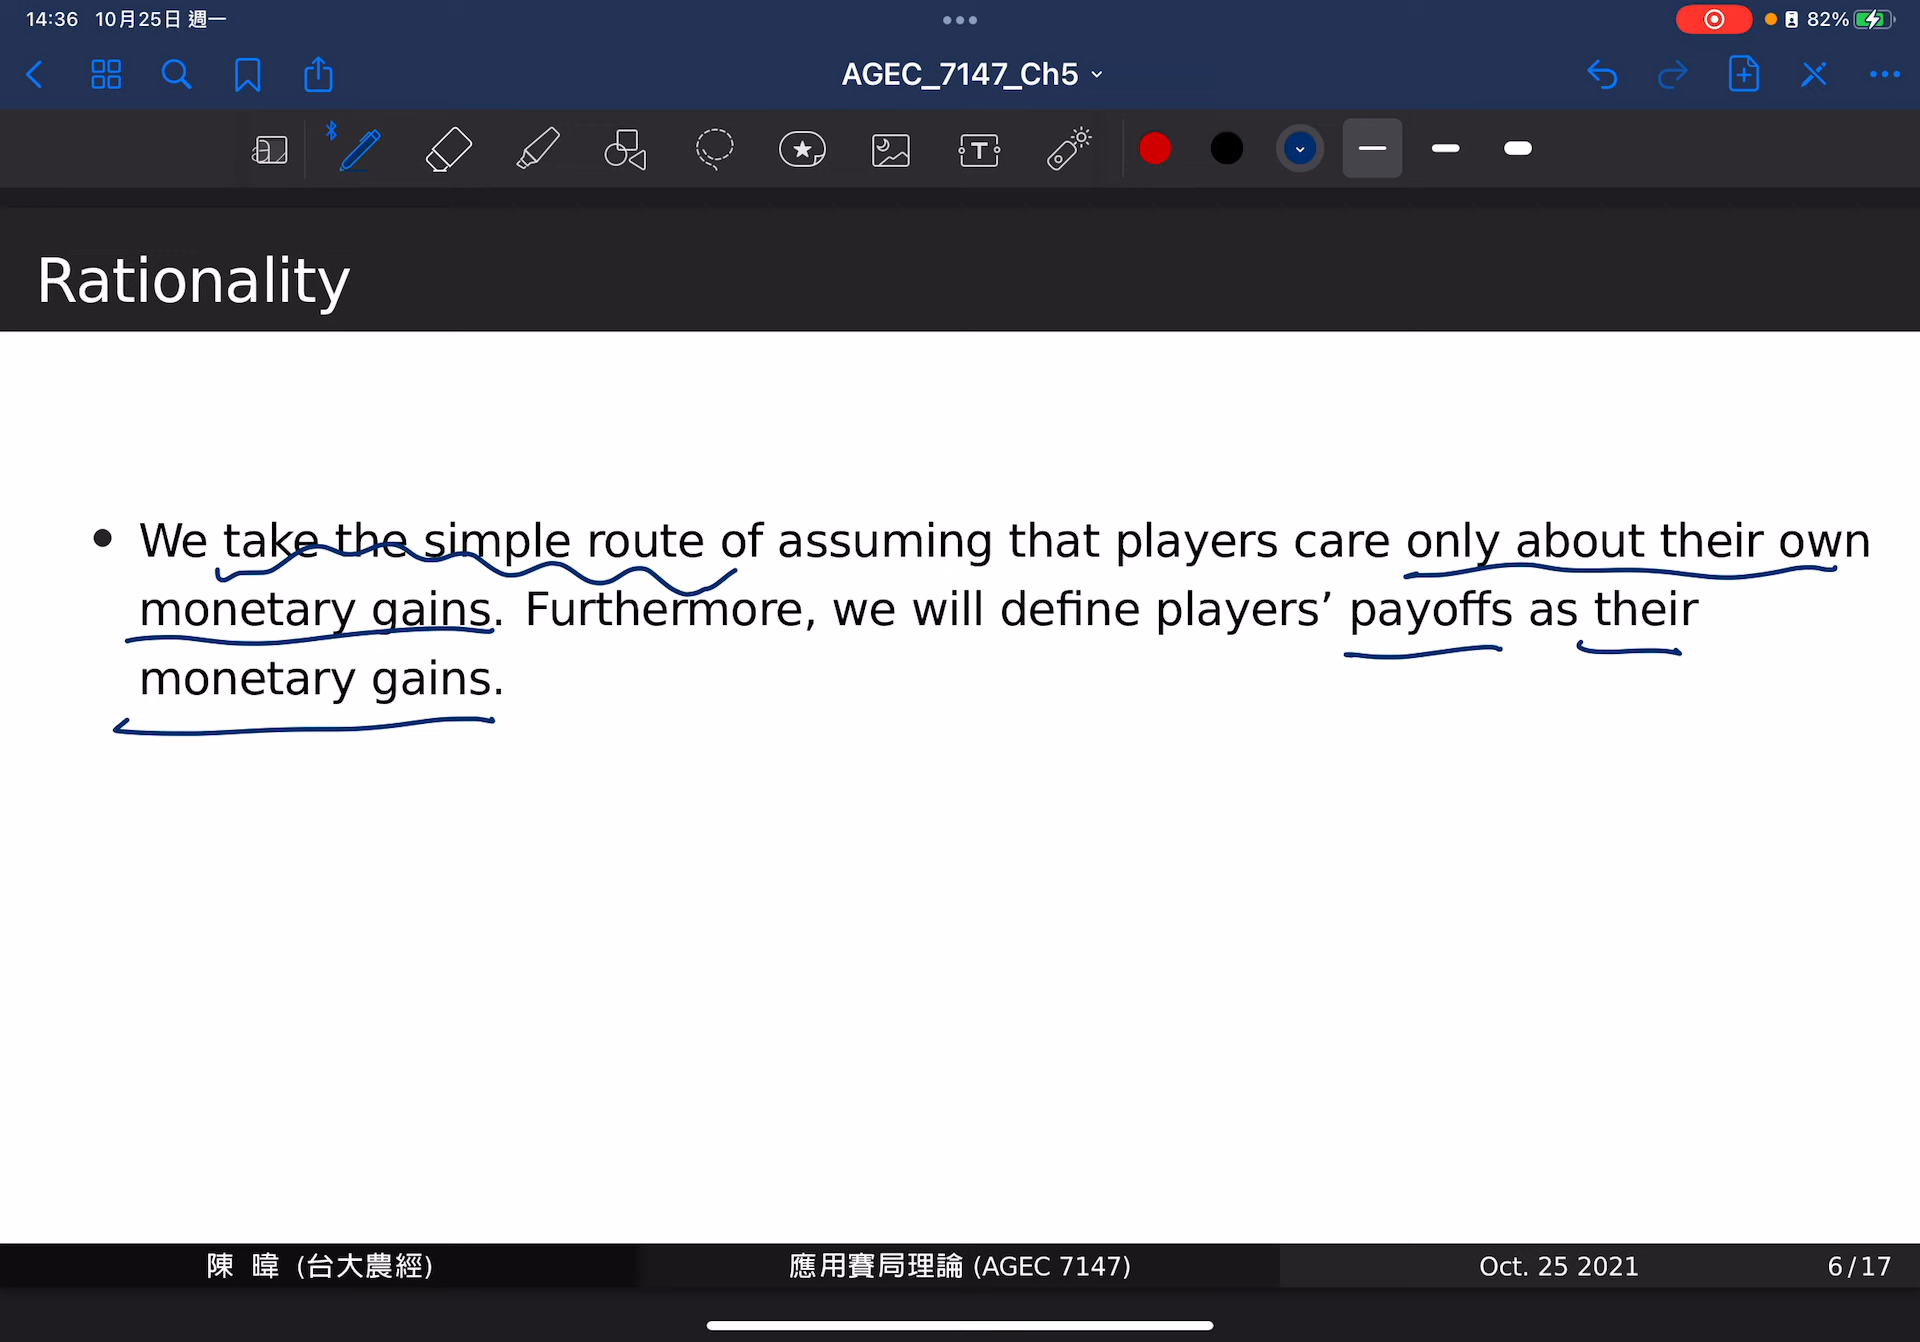 14:36 10月25日 週一
82%
AGEC_7147_Ch5
Rationality
• We take the simple route of assuming that players care only about their own
monetary gains. Furthermore, we will define players’ payoffs as their
monetary gains.
陳 暐 (台大農經) 應用賽局理論 (AGEC 7147) Oct. 25 2021 6/17